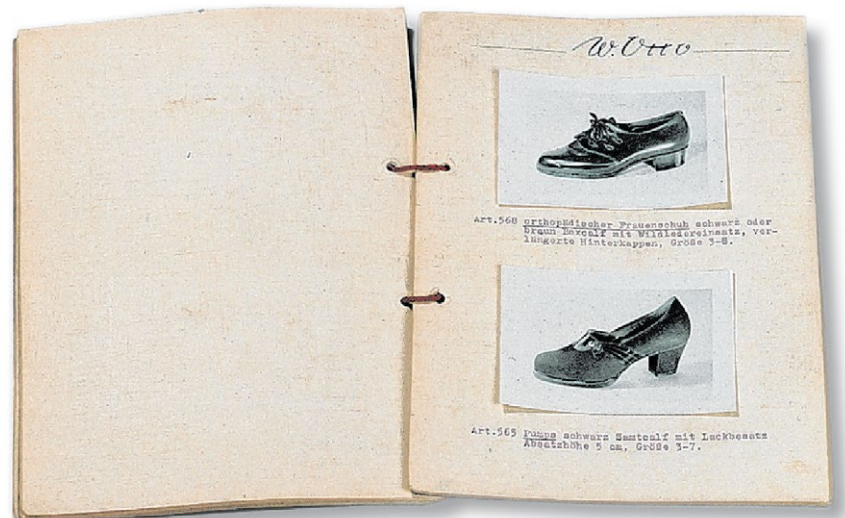 W. Otto
Art.568 orthopädischer Frauenschuh schwarz oder
braun Boxcalf mit Wildledereinsatz, ver-
längerte Hinterkappen, Größe 3-8.
Art.565 Pumps schwarz Samtcalf mit Lackbesatz
Absatzhöhe 5 cm, Größe 3-7.